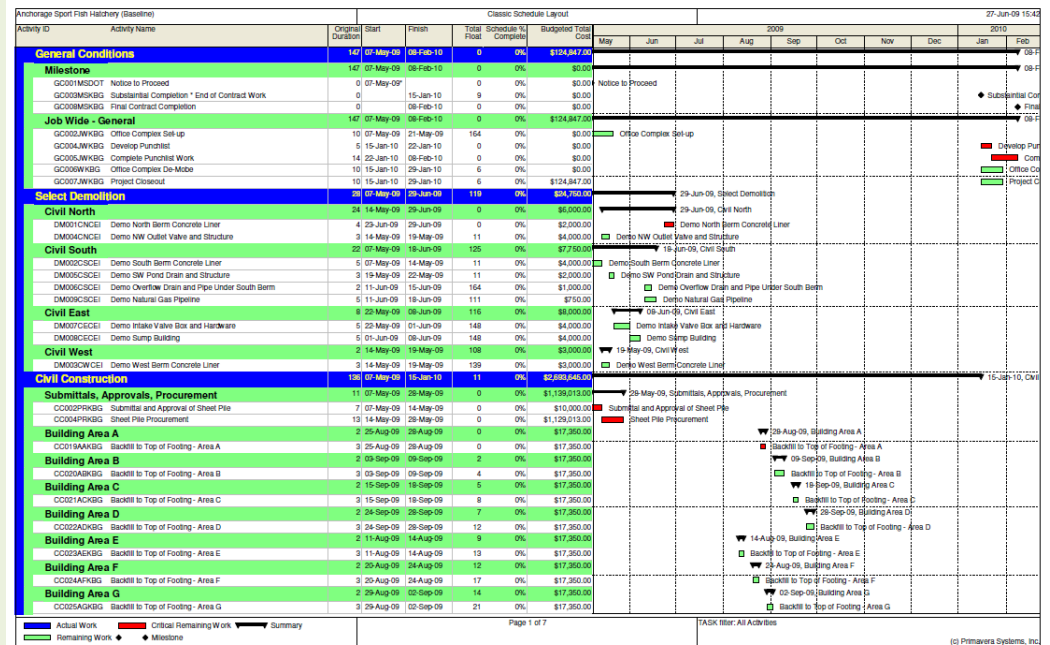 Anchorage Sport Fish Hatchery (Baseline) Classic Schedule Layout 27-Jun-09 15:42
Activity ID Activity Name Original Duration Start Finish Total Float Schedule % Complete Budgeted Total Cost 2009 2010
May Jun Jul Aug Sep Oct Nov Dec Jan Feb
General Conditions 147 07-May-09 08-Feb-10 0 0% $124,847.00 08-F
Milestone 147 07-May-09 08-Feb-10 0 0% $0.00 08-F
GC001MSDOT Notice to Proceed 0 07-May-09* 0 0% $0.00 Notice to Proceed
GC003MSKBG Substaintial Completion * End of Contract Work 0 15-Jan-10 9 0% $0.00 Substaintial Con
GC008MSKBG Final Contract Completion 0 08-Feb-10 0 0% $0.00 Final
Job Wide - General 147 07-May-09 08-Feb-10 0 0% $124,847.00 08-F
GC002JWKBG Office Complex Set-up 10 07-May-09 21-May-09 164 0% $0.00 Office Complex Set-up
GC004JWKBG Develop Punchlist 5 15-Jan-10 22-Jan-10 0 0% $0.00 Develop Pun
GC005JWKBG Complete Punchlist Work 14 22-Jan-10 08-Feb-10 0 0% $0.00 Com
GC006WKBG Office Complex De-Mobe 10 15-Jan-10 29-Jan-10 6 0% $0.00 Office Co
GC007JWKBG Project Closeout 10 15-Jan-10 29-Jan-10 6 0% $124,847.00 Project C
Select Demolition 28 07-May-09 29-Jun-09 119 0% $24,750.00 29-Jun-09, Select Demolition
Civil North 24 14-May-09 29-Jun-09 0 0% $6,000.00 29-Jun-09, Civil North
DM001CNCEI Demo North Berm Concrete Liner 4 23-Jun-09 29-Jun-09 0 0% $2,000.00 Demo North Berm Concrete Liner
DM004CNCEI Demo NW Outlet Valve and Structure 3 14-May-09 19-May-09 11 0% $4,000.00 Demo NW Outlet Valve and Structure
Civil South 22 07-May-09 18-Jun-09 125 0% $7,750.00 18-Jun-09, Civil South
DM002CSCEI Demo South Berm Concrete Liner 5 07-May-09 14-May-09 11 0% $4,000.00 Demo South Berm Concrete Liner
DM005CSCEI Demo SW Pond Drain and Structure 3 19-May-09 22-May-09 11 0% $2,000.00 Demo SW Pond Drain and Structure
DM006CSCEI Demo Overflow Drain and Pipe Under South Berm 2 11-Jun-09 15-Jun-09 164 0% $1,000.00 Demo Overflow Drain and Pipe Under South Berm
DM009CSCEI Demo Natural Gas Pipeline 5 11-Jun-09 18-Jun-09 111 0% $750.00 Demo Natural Gas Pipeline
Civil East 8 22-May-09 08-Jun-09 116 0% $8,000.00 08-Jun-09, Civil East
DM007CECEI Demo Intake Valve Box and Hardware 5 22-May-09 01-Jun-09 148 0% $4,000.00 Demo Intake Valve Box and Hardware
DM008CECEI Demo Sump Building 5 01-Jun-09 08-Jun-09 148 0% $4,000.00 Demo Sump Building
Civil West 2 14-May-09 19-May-09 108 0% $3,000.00 19-May-09, Civil West
DM003CWCEI Demo West Berm Concrete Liner 3 14-May-09 19-May-09 139 0% $3,000.00 Demo West Berm Concrete Liner
Civil Construction 136 07-May-09 15-Jan-10 11 0% $2,693,645.00 15-Jan-10, Civil
Submittals, Approvals, Procurement 11 07-May-09 28-May-09 0 0% $1,139,013.00 28-May-09, Submittals, Approvals, Procurement
CC002PRKBG Submittal and Approval of Sheet Pile 7 07-May-09 14-May-09 0 0% $10,000.00 Submittal and Approval of Sheet Pile
CC004PRKBG Sheet Pile Procurement 13 14-May-09 28-May-09 0 0% $1,129,013.00 Sheet Pile Procurement
Building Area A 2 25-Aug-09 28-Aug-09 0 0% $17,350.00 28-Aug-09, Building Area A
CC019AAKBG Backfill to Top of Footing - Area A 3 25-Aug-09 28-Aug-09 0 0% $17,350.00 Backfill to Top of Footing - Area A
Building Area B 2 03-Sep-09 09-Sep-09 2 0% $17,350.00 09-Sep-09, Building Area B
CC020ABKBG Backfill to Top of Footing - Area B 3 03-Sep-09 09-Sep-09 4 0% $17,350.00 Backfill to Top of Footing - Area B
Building Area C 2 15-Sep-09 18-Sep-09 5 0% $17,350.00 18-Sep-09, Building Area C
CC021ACKBG Backfill to Top of Footing - Area C 3 15-Sep-09 18-Sep-09 8 0% $17,350.00 Backfill to Top of Footing - Area C
Building Area D 2 24-Sep-09 28-Sep-09 7 0% $17,350.00 28-Sep-09, Building Area D
CC022ADKBG Backfill to Top of Footing - Area D 3 24-Sep-09 28-Sep-09 12 0% $17,350.00 Backfill to Top of Footing - Area D
Building Area E 2 11-Aug-09 14-Aug-09 9 0% $17,350.00 14-Aug-09, Building Area E
CC023AEKBG Backfill to Top of Footing - Area E 3 11-Aug-09 14-Aug-09 13 0% $17,350.00 Backfill to Top of Footing - Area E
Building Area F 2 20-Aug-09 24-Aug-09 12 0% $17,350.00 24-Aug-09, Building Area F
CC024AFKBG Backfill to Top of Footing - Area F 3 20-Aug-09 24-Aug-09 17 0% $17,350.00 Backfill to Top of Footing - Area F
Building Area G 2 29-Aug-09 02-Sep-09 14 0% $17,350.00 02-Sep-09, Building Area G
CC025AGKBG Backfill to Top of Footing - Area G 3 29-Aug-09 02-Sep-09 21 0% $17,350.00 Backfill to Top of Footing - Area G
Actual Work Critical Remaining Work Summary Page 1 of 7 TASK filter: All Activities
Remaining Work Milestone
(c) Primavera Systems, Inc.